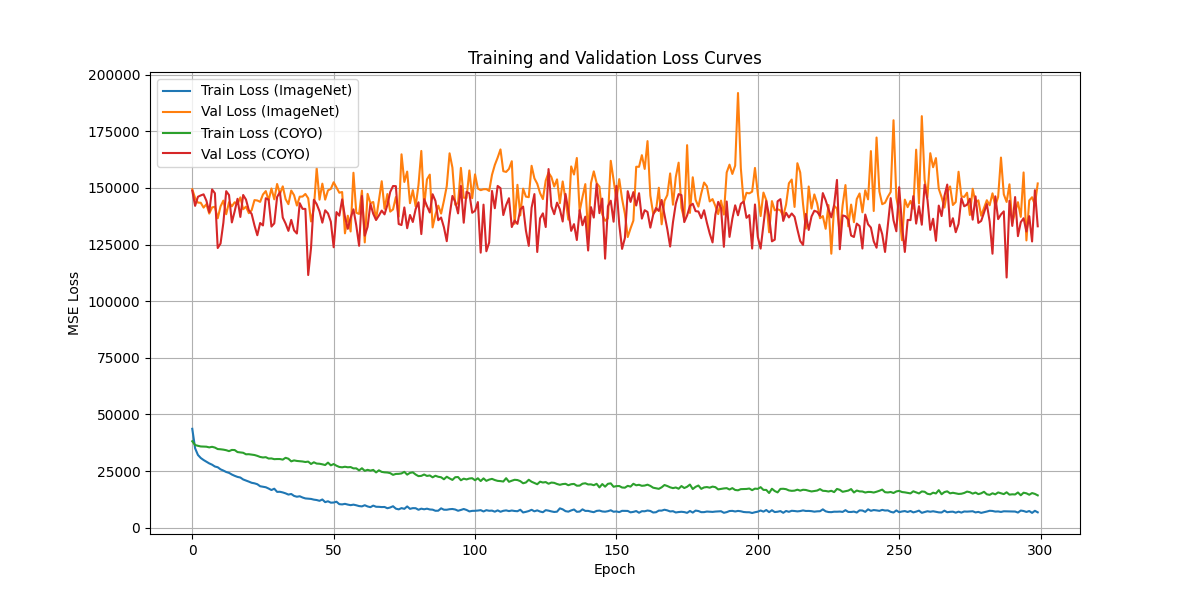 Training and Validation Loss Curves
200000
175000
150000
125000
100000
75000
50000
25000
0
MSE Loss
Train Loss (ImageNet)
Val Loss (ImageNet)
Train Loss (COYO)
Val Loss (COYO)
0 50 100 150 200 250 300
Epoch